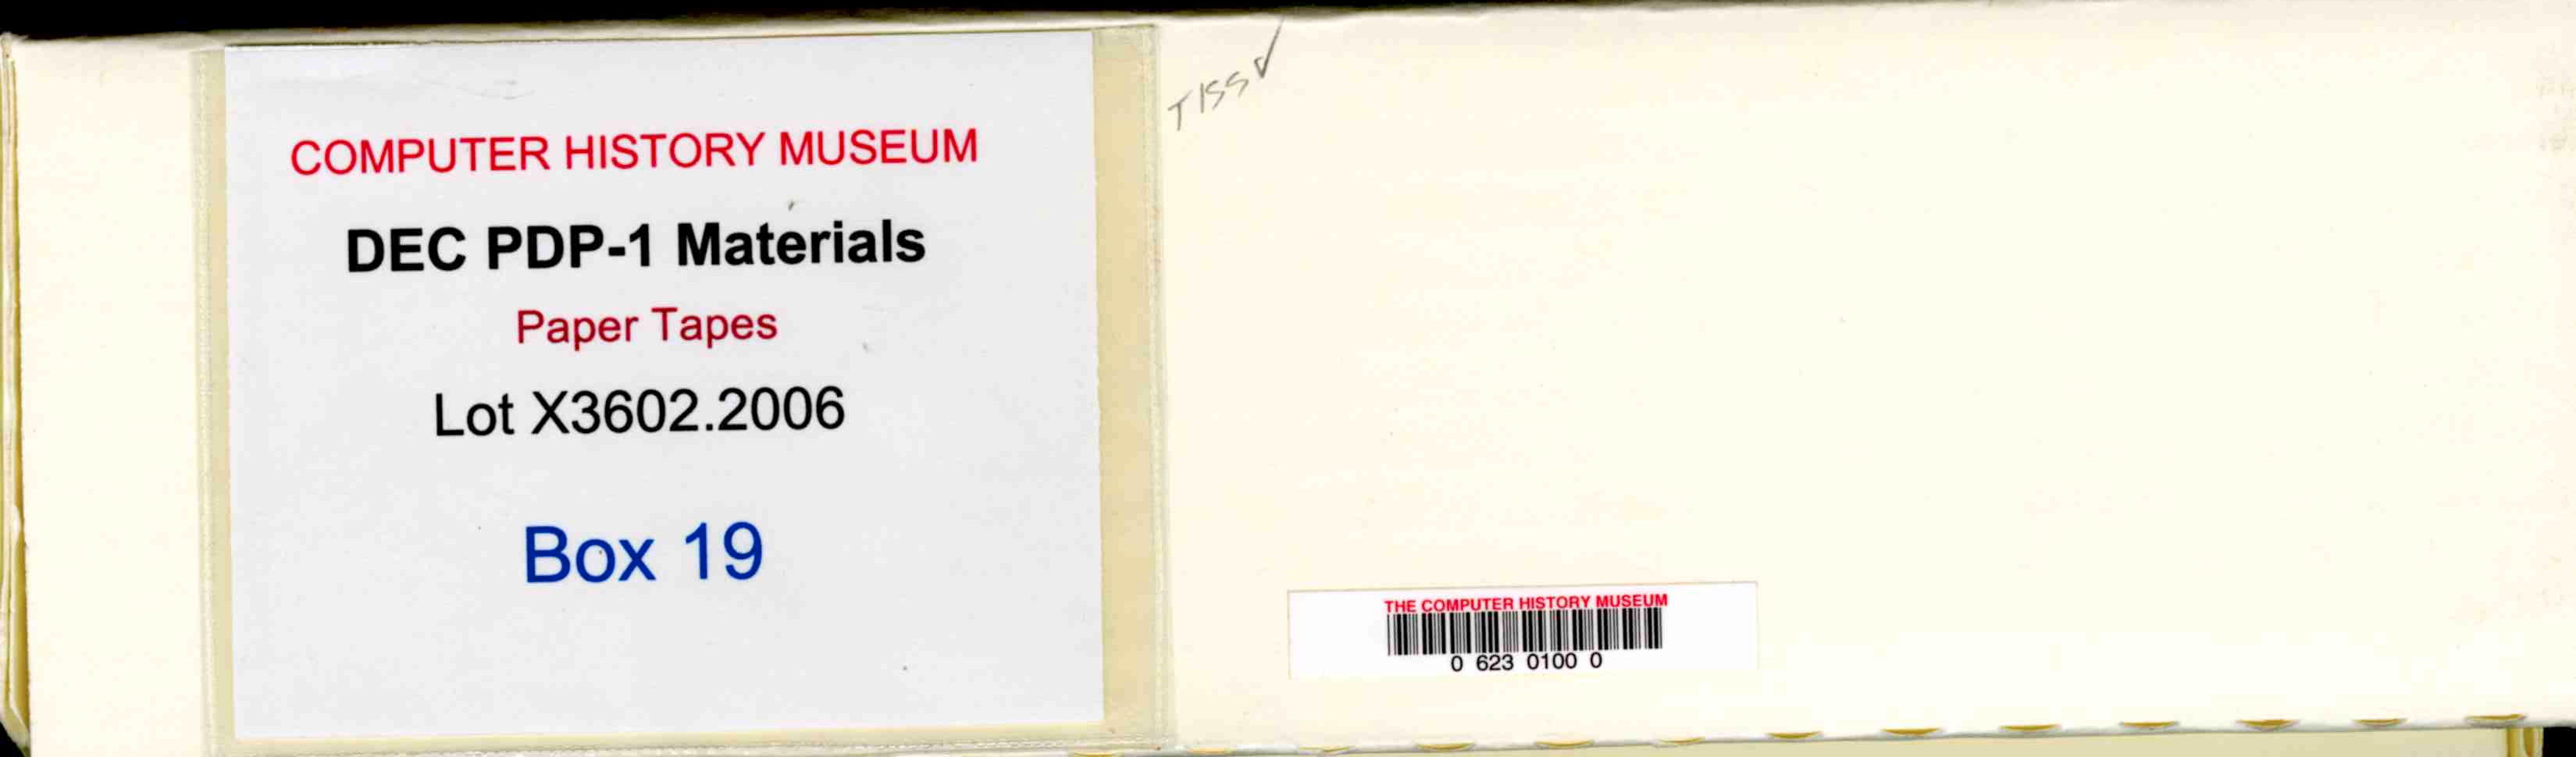 COMPUTER HISTORY MUSEUM
DEC PDP-1 Materials
Paper Tapes
Lot X3602.2006
Box 19
TISS ✓
THE COMPUTER HISTORY MUSEUM
0 623 0100 0